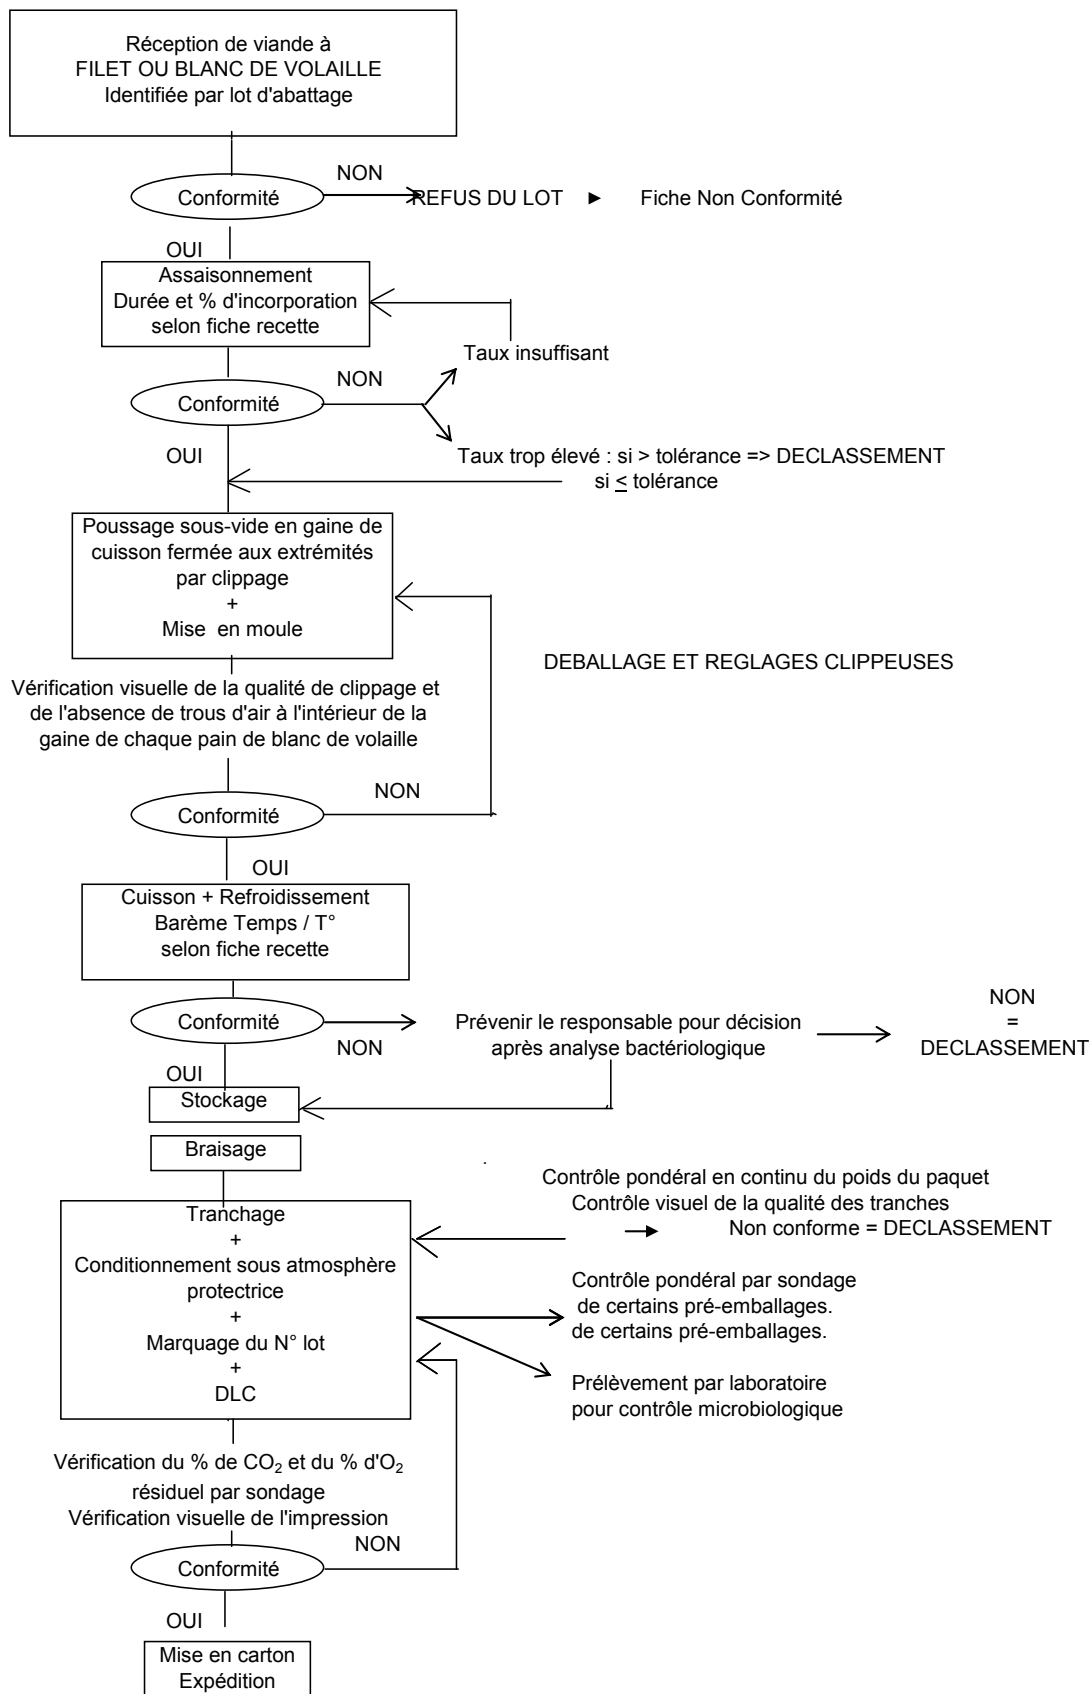 Réception de viande à
FILET OU BLANC DE VOLAILLE
Identifiée par lot d'abattage
NON
Conformité
REFUS DU LOT ► Fiche Non Conformité
OUI
Assaisonnement
Durée et % d'incorporation
selon fiche recette
Taux insuffisant
NON
Conformité
OUI
Taux trop élevé : si > tolérance => DECLASSEMENT
si ≤ tolérance
Poussage sous-vide en gaine de
cuisson fermée aux extrémités
par clippage
+
Mise en moule
DEBALLAGE ET REGLAGES CLIPPEUSES
Vérification visuelle de la qualité de clippage et
de l'absence de trous d'air à l'intérieur de la
gaine de chaque pain de blanc de volaille
NON
Conformité
OUI
Cuisson + Refroidissement
Barème Temps / T°
selon fiche recette
Conformité
NON
Prévenir le responsable pour décision
après analyse bactériologique
NON
=
DECLASSEMENT
OUI
Stockage
Braisage
Contrôle pondéral en continu du poids du paquet
Contrôle visuel de la qualité des tranches
Non conforme = DECLASSEMENT
Tranchage
+
Conditionnement sous atmosphère
protectrice
+
Marquage du N° lot
+
DLC
Contrôle pondéral par sondage
de certains pré-emballages.
de certains pré-emballages.
Prélèvement par laboratoire
pour contrôle microbiologique
Vérification du % de CO₂ et du % d'O₂
résiduel par sondage
Vérification visuelle de l'impression
NON
Conformité
OUI
Mise en carton
Expédition